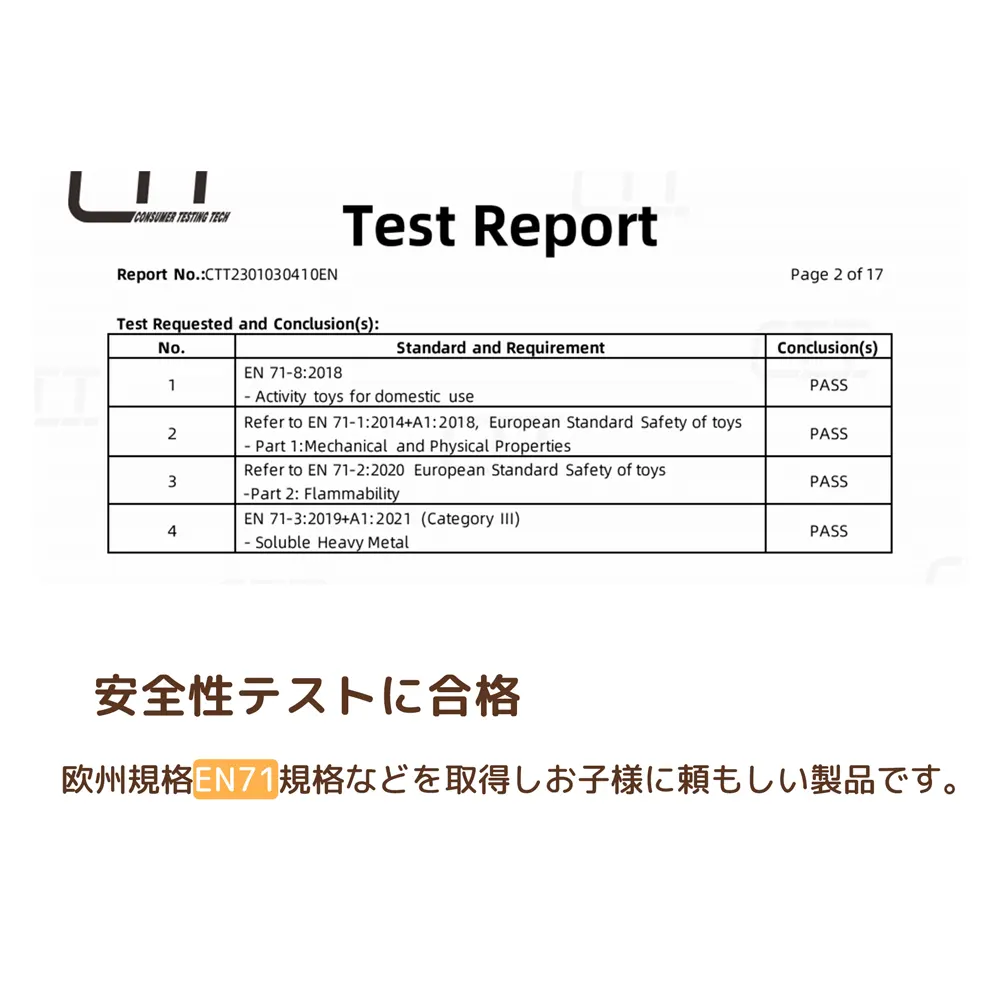 CONSUMER TESTING TECH
Test Report
Report No.:CTT2301030410EN
Page 2 of 17
Test Requested and Conclusion(s):
No. Standard and Requirement Conclusion(s)
1 EN 71-8:2018 PASS
- Activity toys for domestic use
2 Refer to EN 71-1:2014+A1:2018, European Standard Safety of toys PASS
- Part 1:Mechanical and Physical Properties
3 Refer to EN 71-2:2020 European Standard Safety of toys PASS
-Part 2: Flammability
4 EN 71-3:2019+A1:2021 (Category III) PASS
- Soluble Heavy Metal
安全性テストに合格
欧州規格EN71規格などを取得しお子様に頼もしい製品です。